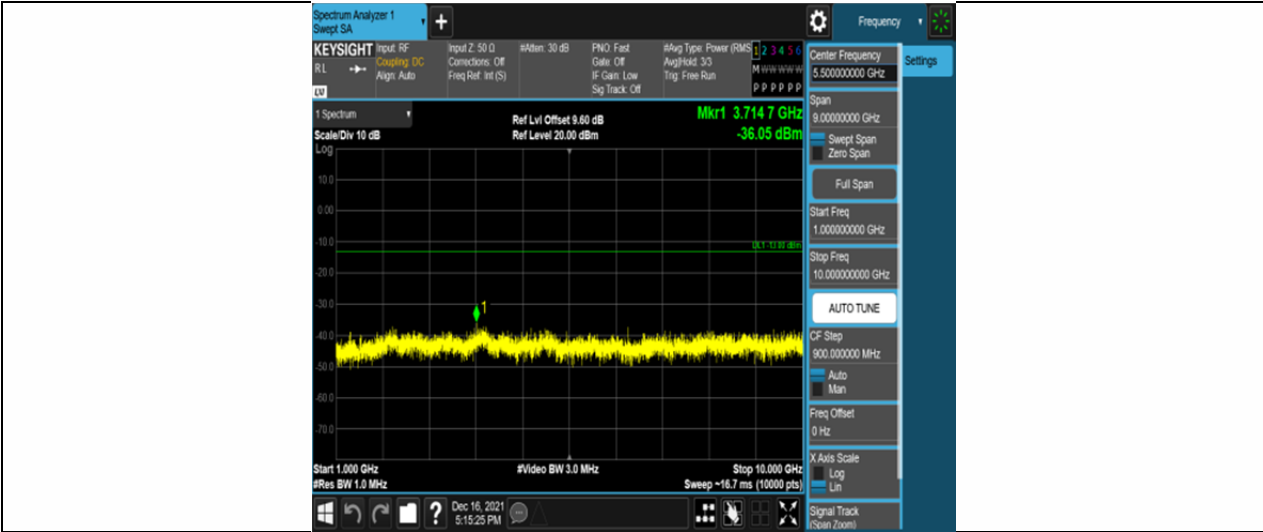 Spectrum Analyzer 1
Swept SA
+
Frequency
KEYSIGHT
RL
LV
Input: RF
Coupling: DC
Align: Auto
Input Z: 50 Ω
Corrections: Off
Freq Ref: Int (S)
#Atten: 30 dB
PNO: Fast
Gate: Off
IF Gain: Low
Sig Track: Off
#Avg Type: Power (RMS
Avg|Hold: 3/3
Trig: Free Run
1 2 3 4 5 6
M W W W W W
P P P P P P
1 Spectrum
Scale/Div 10 dB
Log
Ref Lvl Offset 9.60 dB
Ref Level 20.00 dBm
Mkr1 3.714 7 GHz
-36.05 dBm
10.0
0.00
-10.0
DL1 -13.00 dBm
-20.0
-30.0
1
-40.0
-50.0
-60.0
-70.0
Start 1.000 GHz
#Res BW 1.0 MHz
#Video BW 3.0 MHz
Stop 10.000 GHz
Sweep ~16.7 ms (10000 pts)
?
Dec 16, 2021
5:15:25 PM
Center Frequency
5.500000000 GHz
Settings
Span
9.00000000 GHz
Swept Span
Zero Span
Full Span
Start Freq
1.000000000 GHz
Stop Freq
10.000000000 GHz
AUTO TUNE
CF Step
900.000000 MHz
Auto
Man
Freq Offset
0 Hz
X Axis Scale
Log
Lin
Signal Track
(Span Zoom)